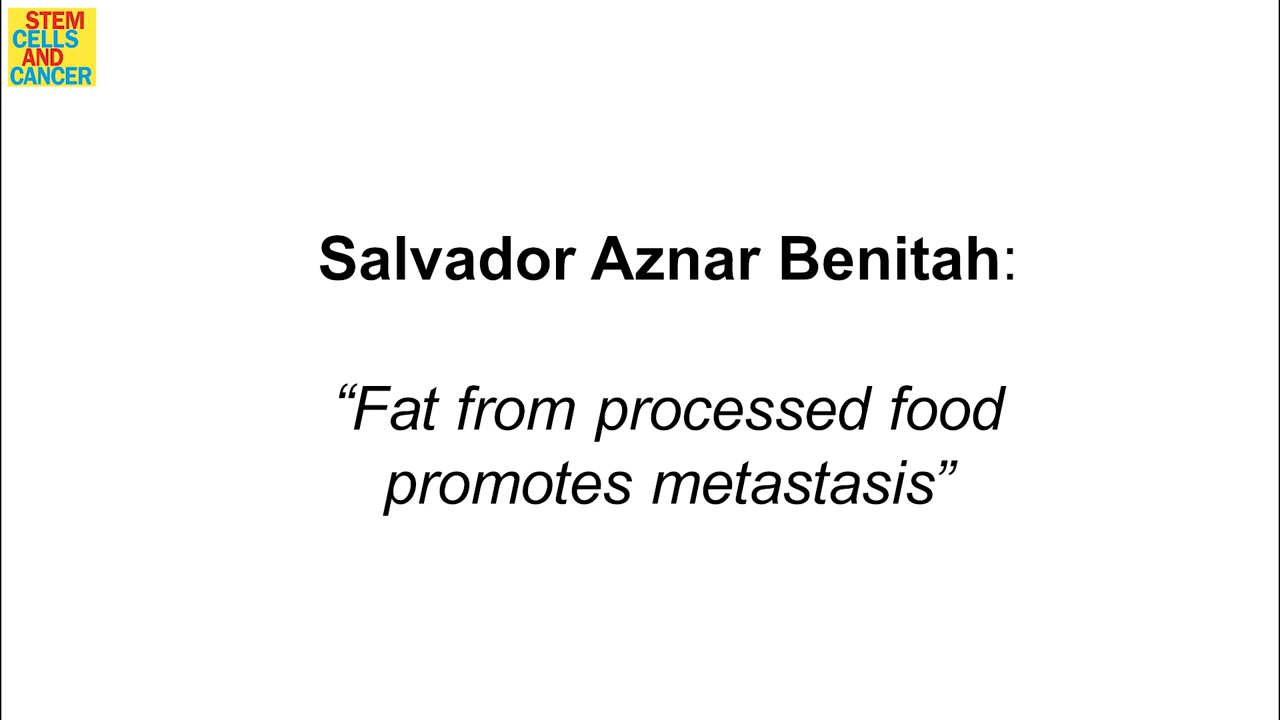 STEM
CELLS
AND
CANCER
Salvador Aznar Benitah:
“Fat from processed food
promotes metastasis”